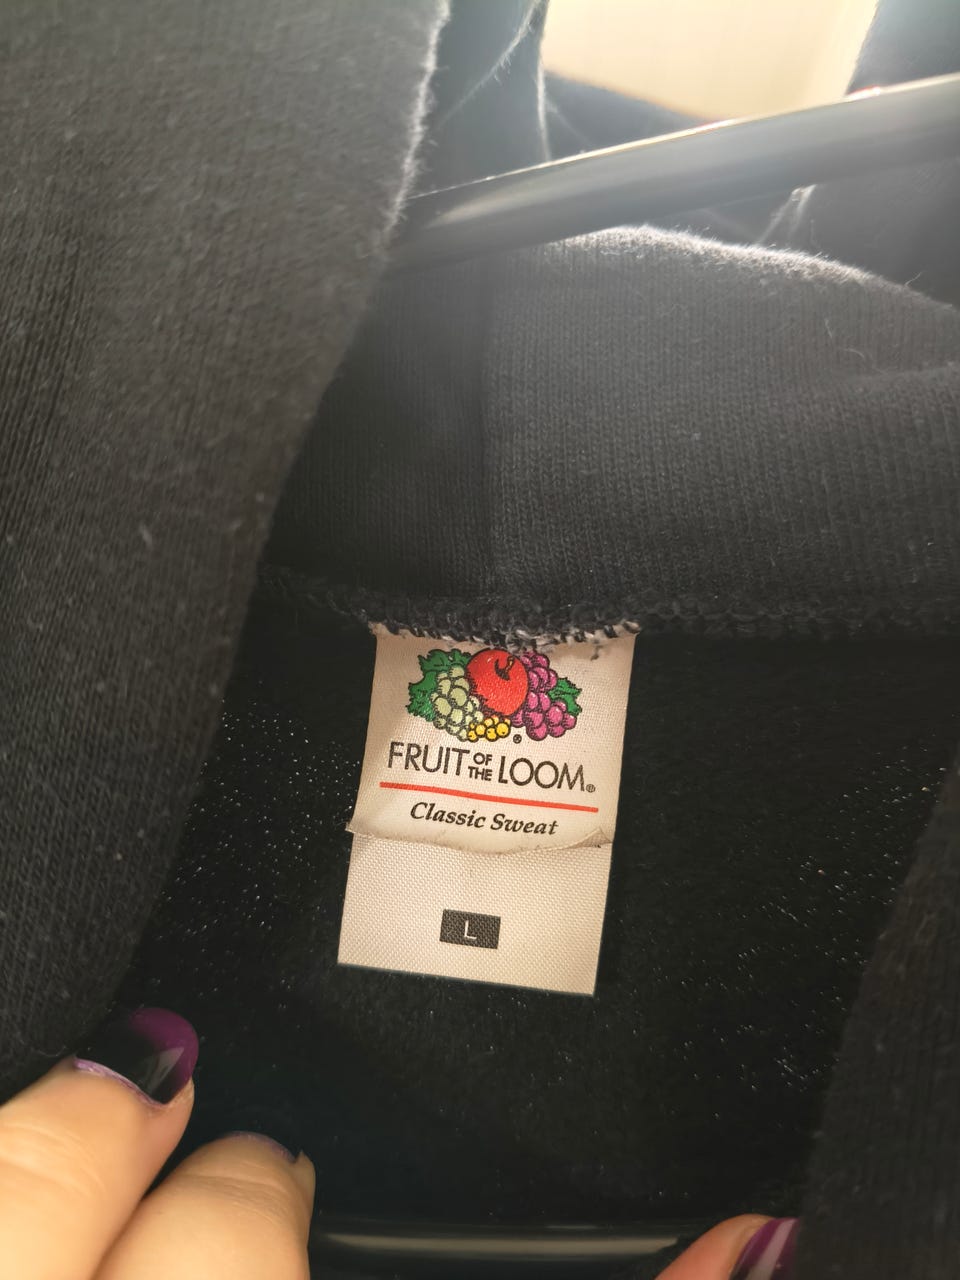 FRUIT OF THE LOOM®
Classic Sweat
L